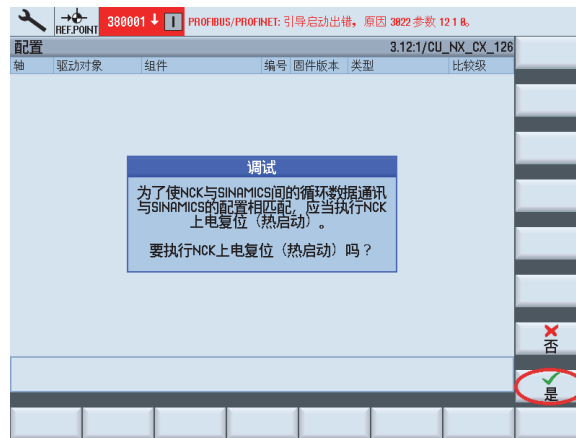 REF.POINT 380001 PROFIBUS/PROFINET: 引导启动出错，原因 3022 参数 12 1 0。
配置 3.12:1/CU_NX_CX_126
轴 驱动对象 组件 编号 固件版本 类型 比较级
调试
为了使NCK与SINAMICS间的循环数据通讯
与SINAMICS的配置相匹配，应当执行NCK
上电复位（热启动）。
要执行NCK上电复位（热启动）吗？
否
是